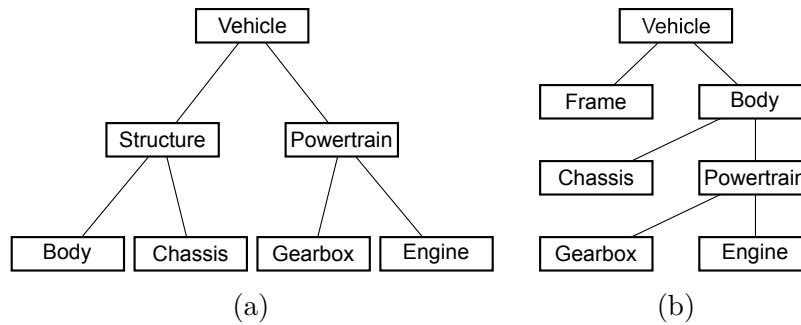 Vehicle
Structure Powertrain
Body Chassis Gearbox Engine
(a)
Vehicle
Frame Body
Chassis Powertrain
Gearbox Engine
(b)